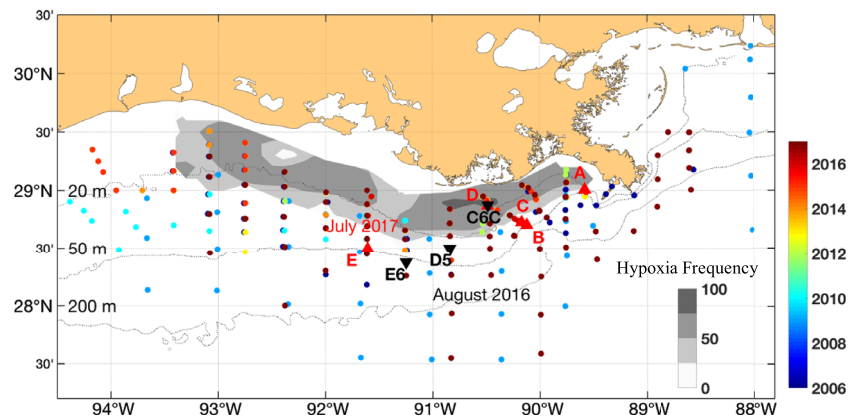 30'
30°N
30'
29°N
30'
28°N
30'
20 m
50 m
200 m
A
D
C6C
C
B
July 2017
E
E6
D5
August 2016
Hypoxia Frequency
100
50
0
2016
2014
2012
2010
2008
2006
94°W
93°W
92°W
91°W
90°W
89°W
88°W